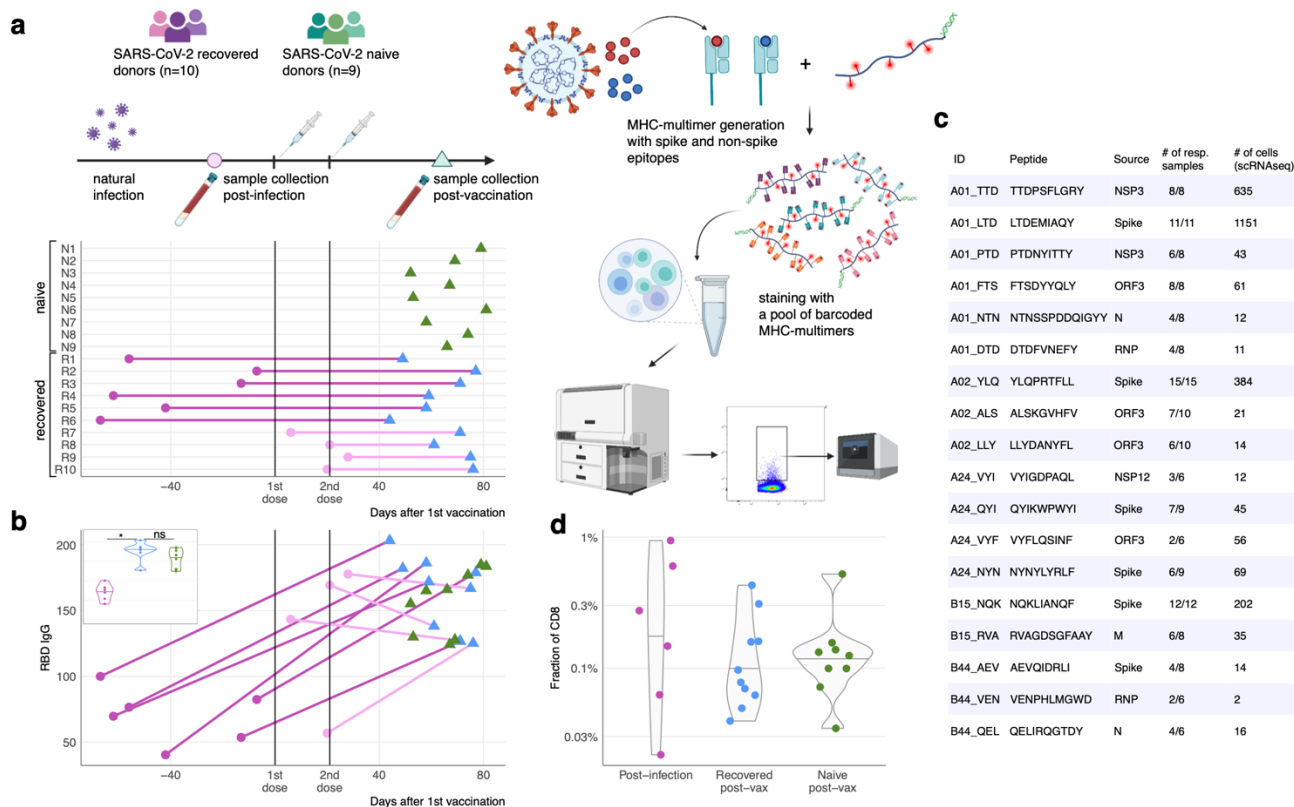 a
SARS-CoV-2 recovered
donors (n=10)
SARS-CoV-2 naive
donors (n=9)
natural
infection
sample collection
post-infection
sample collection
post-vaccination
MHC-multimer generation
with spike and non-spike
epitopes
+
staining with
a pool of barcoded
MHC-multimers
naive
N1
N2
N3
N4
N5
N6
N7
N8
N9
recovered
R1
R2
R3
R4
R5
R6
R7
R8
R9
R10
−40 1st dose 2nd dose 40 80
Days after 1st vaccination
b
* ns
RBD IgG
200
150
100
50
−40 1st dose 2nd dose 40 80
Days after 1st vaccination
c
ID Peptide Source # of resp. samples # of cells (scRNAseq)
A01_TTD TTDPSFLGRY NSP3 8/8 635
A01_LTD LTDEMIAQY Spike 11/11 1151
A01_PTD PTDNYITTY NSP3 6/8 43
A01_FTS FTSDYYQLY ORF3 8/8 61
A01_NTN NTNSSPDDQIGYY N 4/8 12
A01_DTD DTDFVNEFY RNP 4/8 11
A02_YLQ YLQPRTFLL Spike 15/15 384
A02_ALS ALSKGVHFV ORF3 7/10 21
A02_LLY LLYDANYFL ORF3 6/10 14
A24_VYI VYIGDPAQL NSP12 3/6 12
A24_QYI QYIKWPWYI Spike 7/9 45
A24_VYF VYFLQSINF ORF3 2/6 56
A24_NYN NYNYLYRLF Spike 6/9 69
B15_NQK NQKLIANQF Spike 12/12 202
B15_RVA RVAGDSGFAAY M 6/8 35
B44_AEV AEVQIDRLI Spike 4/8 14
B44_VEN VENPHLMGWD RNP 2/6 2
B44_QEL QELIRQGTDY N 4/6 16
d
Fraction of CD8
1%
0.3%
0.1%
0.03%
Post-infection
Recovered
post-vax
Naive
post-vax